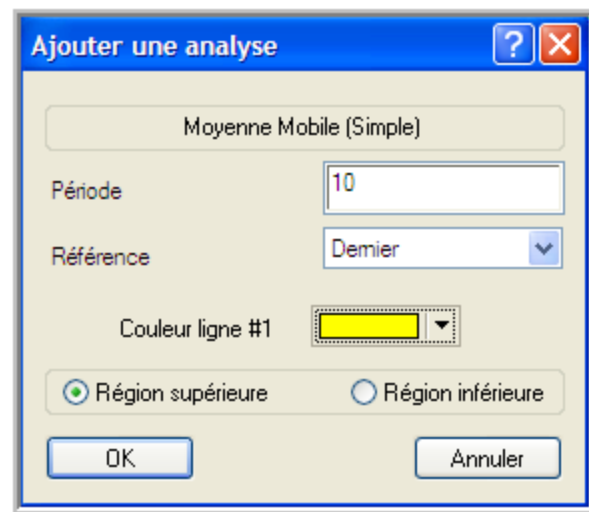 Ajouter une analyse
Moyenne Mobile (Simple)
Période 10
Référence Dernier
Couleur ligne #1
Région supérieure Région inférieure
OK Annuler